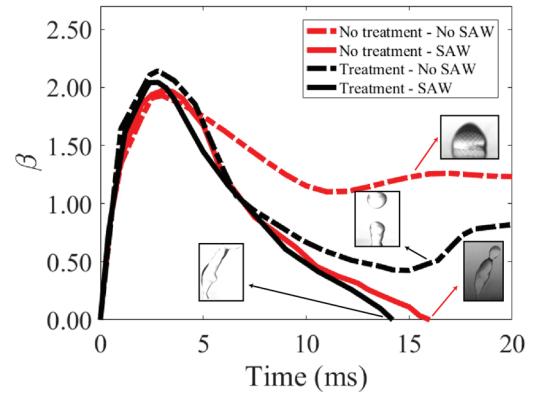 No treatment - No SAW
No treatment - SAW
Treatment - No SAW
Treatment - SAW
β
2.50
2.00
1.50
1.00
0.50
0.00
0 5 10 15 20
Time (ms)